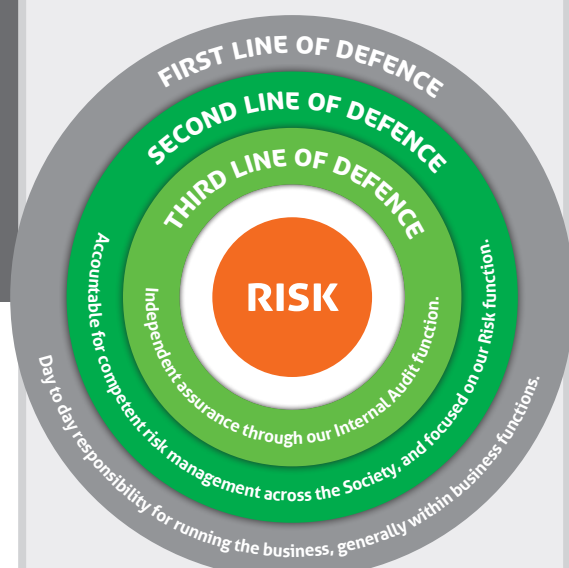 FIRST LINE OF DEFENCE
SECOND LINE OF DEFENCE
THIRD LINE OF DEFENCE
RISK
Independent assurance through our Internal Audit function.
Accountable for competent risk management across the Society, and focused on our Risk function.
Day to day responsibility for running the business, generally within business functions.